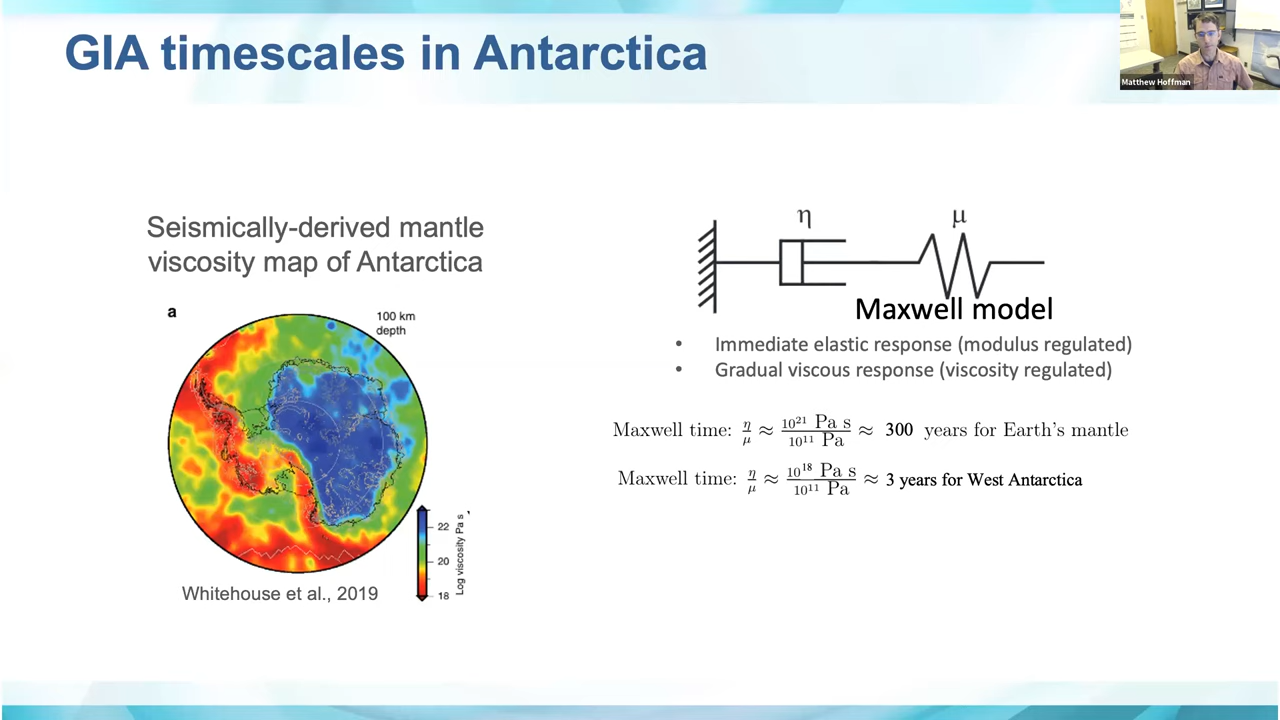 GIA timescales in Antarctica
Matthew Hoffman
Seismically-derived mantle
viscosity map of Antarctica
a
100 km
depth
22
20
18
Log viscosity Pa s
Whitehouse et al., 2019
η
μ
Maxwell model
• Immediate elastic response (modulus regulated)
• Gradual viscous response (viscosity regulated)
Maxwell time: η/μ ≈ 10²¹ Pa s / 10¹¹ Pa ≈ 300 years for Earth's mantle
Maxwell time: η/μ ≈ 10¹⁸ Pa s / 10¹¹ Pa ≈ 3 years for West Antarctica